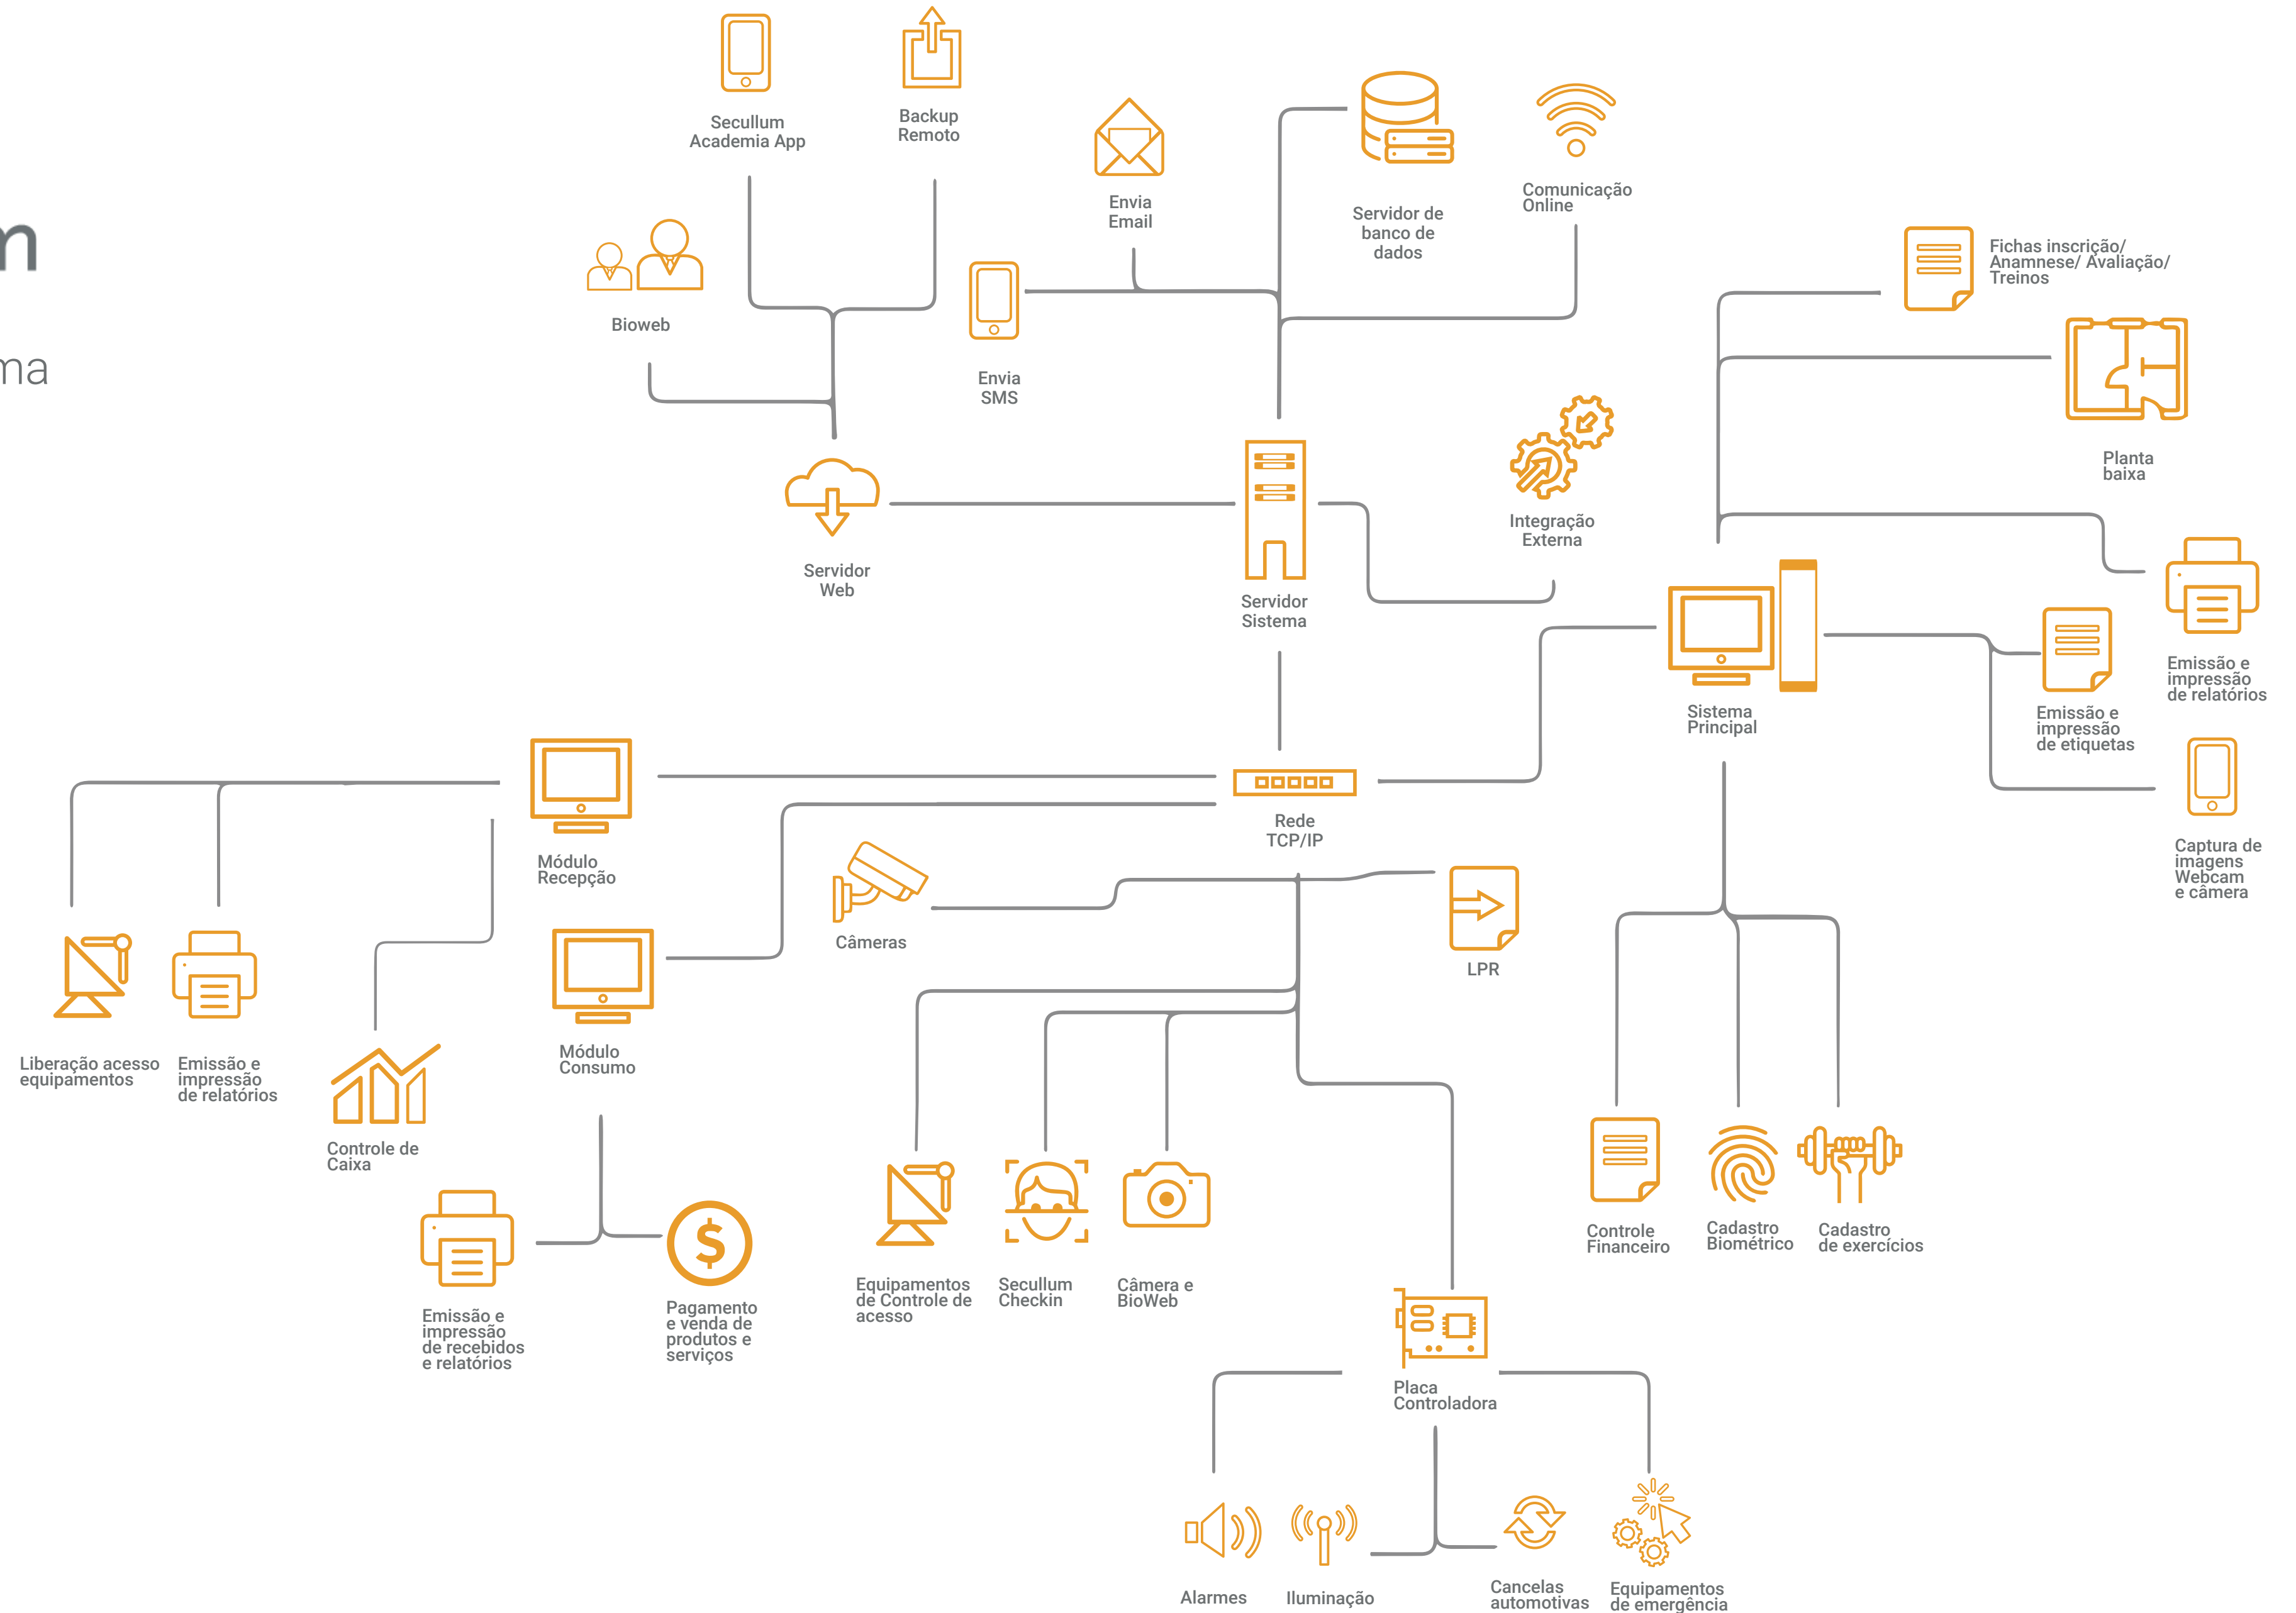 m
ma
Secullum
Academia App
Backup
Remoto
Envia
Email
Servidor de
banco de
dados
Comunicação
Online
Fichas inscrição/
Anamnese/ Avaliação/
Treinos
Bioweb
Envia
SMS
Planta
baixa
Integração
Externa
Servidor
Web
Servidor
Sistema
Emissão e
impressão
de relatórios
Sistema
Principal
Emissão e
impressão
de etiquetas
Rede
TCP/IP
Módulo
Recepção
Captura de
imagens
Webcam
e câmera
Câmeras
LPR
Módulo
Consumo
Liberação acesso
equipamentos
Emissão e
impressão
de relatórios
Controle de
Caixa
Controle
Financeiro
Cadastro
Biométrico
Cadastro
de exercícios
Equipamentos
de Controle de
acesso
Secullum
Checkin
Câmera e
BioWeb
Emissão e
impressão
de recebidos
e relatórios
$
Pagamento
e venda de
produtos e
serviços
Placa
Controladora
Alarmes
Iluminação
Cancelas
automotivas
Equipamentos
de emergência